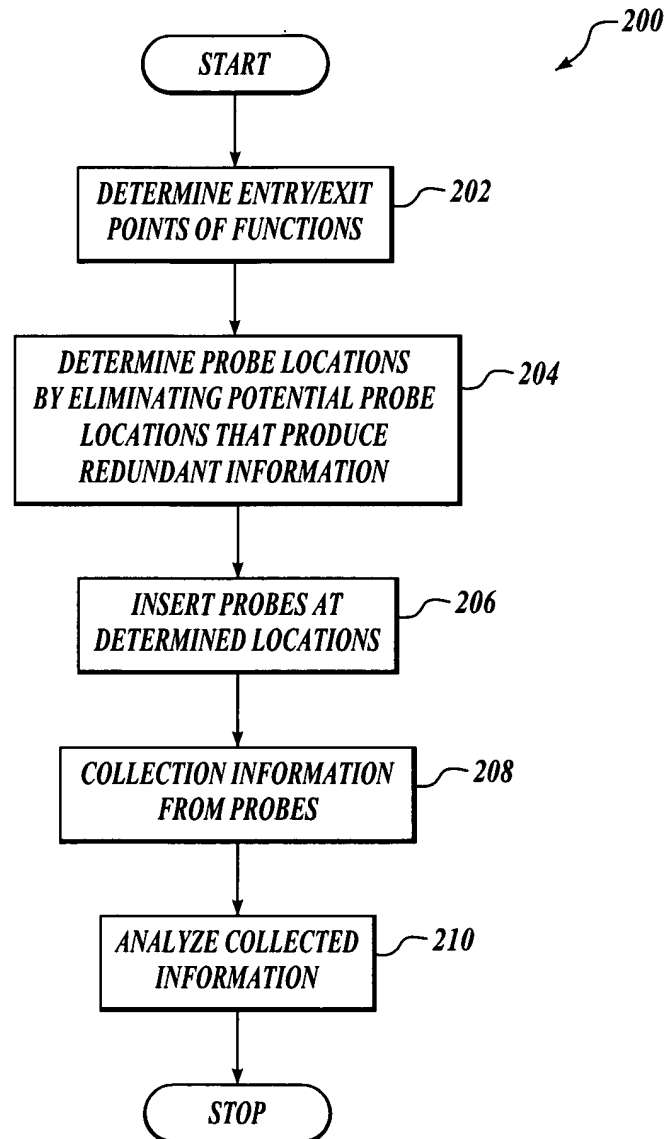 200
START
DETERMINE ENTRY/EXIT
POINTS OF FUNCTIONS
202
DETERMINE PROBE LOCATIONS
BY ELIMINATING POTENTIAL PROBE
LOCATIONS THAT PRODUCE
REDUNDANT INFORMATION
204
INSERT PROBES AT
DETERMINED LOCATIONS
206
COLLECTION INFORMATION
FROM PROBES
208
ANALYZE COLLECTED
INFORMATION
210
STOP